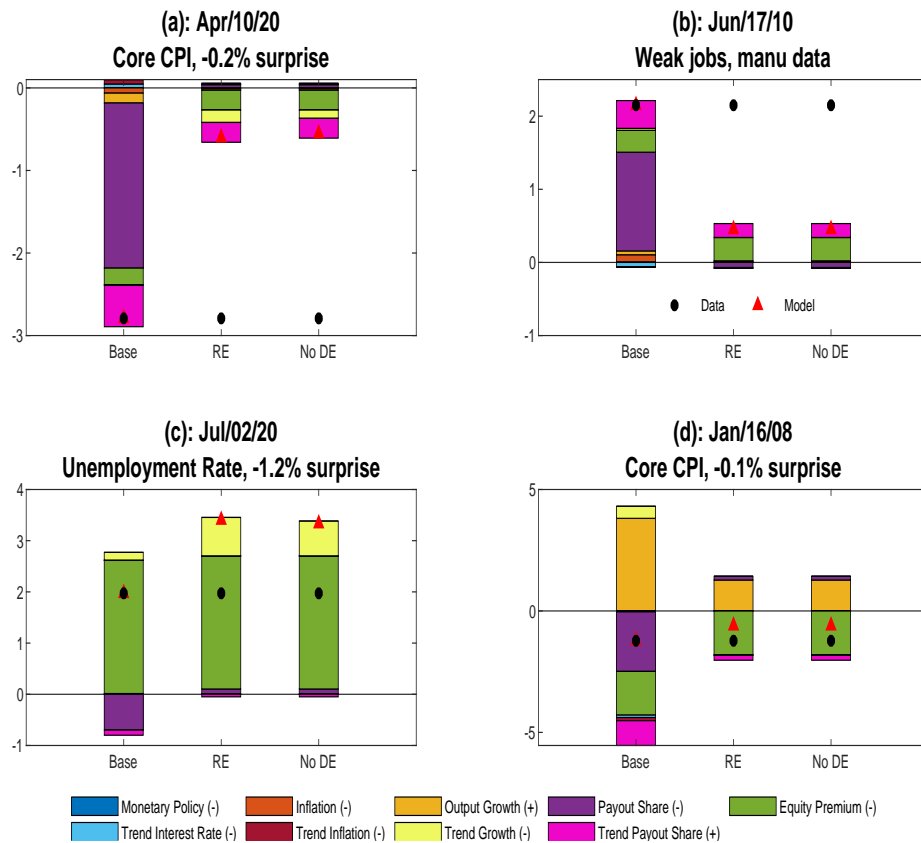 (a): Apr/10/20
Core CPI, -0.2% surprise
0
-1
-2
-3
Base RE No DE
(b): Jun/17/10
Weak jobs, manu data
2
1
0
-1
Data Model
Base RE No DE
(c): Jul/02/20
Unemployment Rate, -1.2% surprise
4
3
2
1
0
-1
Base RE No DE
(d): Jan/16/08
Core CPI, -0.1% surprise
5
0
-5
Base RE No DE
Monetary Policy (-) Inflation (-) Output Growth (+) Payout Share (-) Equity Premium (-)
Trend Interest Rate (-) Trend Inflation (-) Trend Growth (-) Trend Payout Share (+)